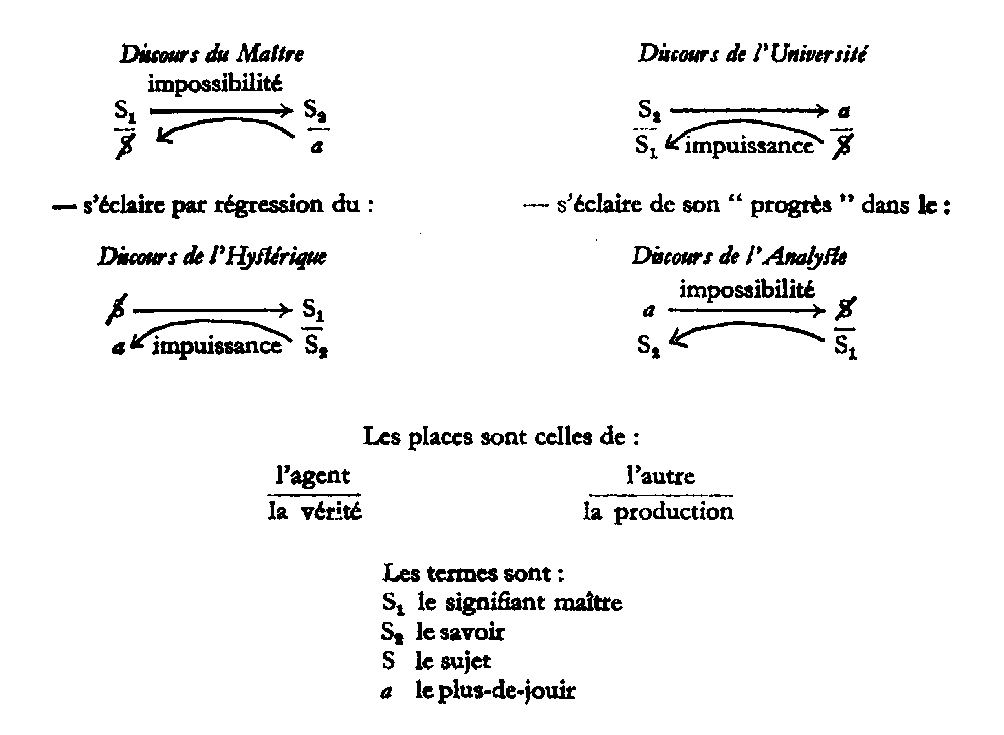 Discours du Maître
impossibilité
S₁ → S₂
$ a
— s'éclaire par régression du :
Discours de l'Hystérique
$ → S₁
a impuissance S₂
Discours de l'Université
S₂ → a
S₁ impuissance $
— s'éclaire de son “ progrès ” dans le :
Discours de l'Analyste
impossibilité
a → $
S₂ S₁
Les places sont celles de :
l'agent l'autre
la vérité la production
Les termes sont :
S₁ le signifiant maître
S₂ le savoir
S le sujet
a le plus-de-jouir